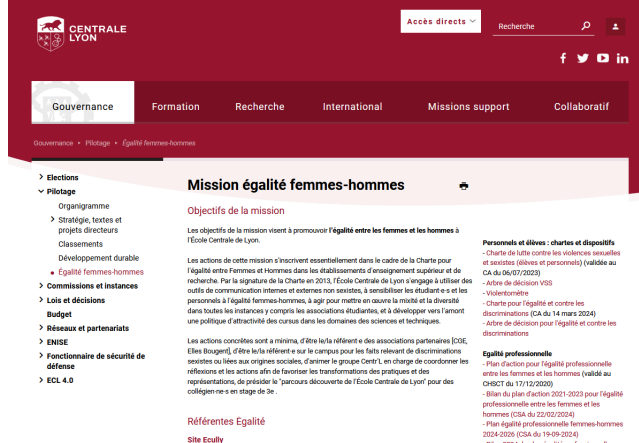 CENTRALE
LYON
Accès directs
Recherche
Gouvernance
Formation
Recherche
International
Missions support
Collaboratif
Gouvernance • Pilotage • Égalité femmes-hommes
Elections
Pilotage
Organigramme
Stratégie, textes et
projets directeurs
Classements
Développement durable
Égalité femmes-hommes
Commissions et instances
Lois et décisions
Budget
Réseaux et partenariats
ENISE
Fonctionnaire de sécurité de
défense
ECL 4.0
Mission égalité femmes-hommes
Objectifs de la mission
Les objectifs de la mission visent à promouvoir l'égalité entre les femmes et les hommes à
l'École Centrale de Lyon.
Les actions de cette mission s'inscrivent essentiellement dans le cadre de la Charte pour
l'égalité entre Femmes et Hommes dans les établissements d'enseignement supérieur et de
recherche. Par la signature de la Charte en 2013, l'École Centrale de Lyon s'engage à utiliser des
outils de communication internes et externes non sexistes, à sensibiliser les étudiant·e·s et les
personnels à l'égalité femmes-hommes, à agir pour mettre en œuvre la mixité et la diversité
dans toutes les instances y compris les associations étudiantes, et à développer vers l'amont
une politique d'attractivité des cursus dans les domaines des sciences et techniques.
Les actions concrètes sont a minima, d'être le/la référent·e des associations partenaires [CGE,
Elles Bougent], d'être le/la référent·e sur le campus pour les faits relevant de discriminations
sexistes ou liées aux origines sociales, d'animer le groupe Centr'L en charge de coordonner les
réflexions et les actions afin de favoriser les transformations des pratiques et des
représentations, de présider le "parcours découverte de l'École Centrale de Lyon" pour des
collégien·ne·s en stage de 3e .
Référentes Égalité
Site Ecully
Personnels et élèves : chartes et dispositifs
- Charte de lutte contre les violences sexuelles
et sexistes (élèves et personnels) (validée au
CA du 06/07/2023)
- Arbre de décision VSS
- Violentomètre
- Charte pour l'égalité et contre les
discriminations (CA du 14 mars 2024)
- Arbre de décision pour l'égalité et contre les
discriminations
Egalité professionnelle
- Plan d'action pour l'égalité professionnelle
entre les femmes et les hommes (validé au
CHSCT du 17/12/2020)
- Bilan du plan d'action 2021-2023 pour l'égalité
professionnelle entre les femmes et les
hommes (CSA du 22/02/2024)
- Plan égalité professionnelle femmes-hommes
2024-2026 (CSA du 19-09-2024)